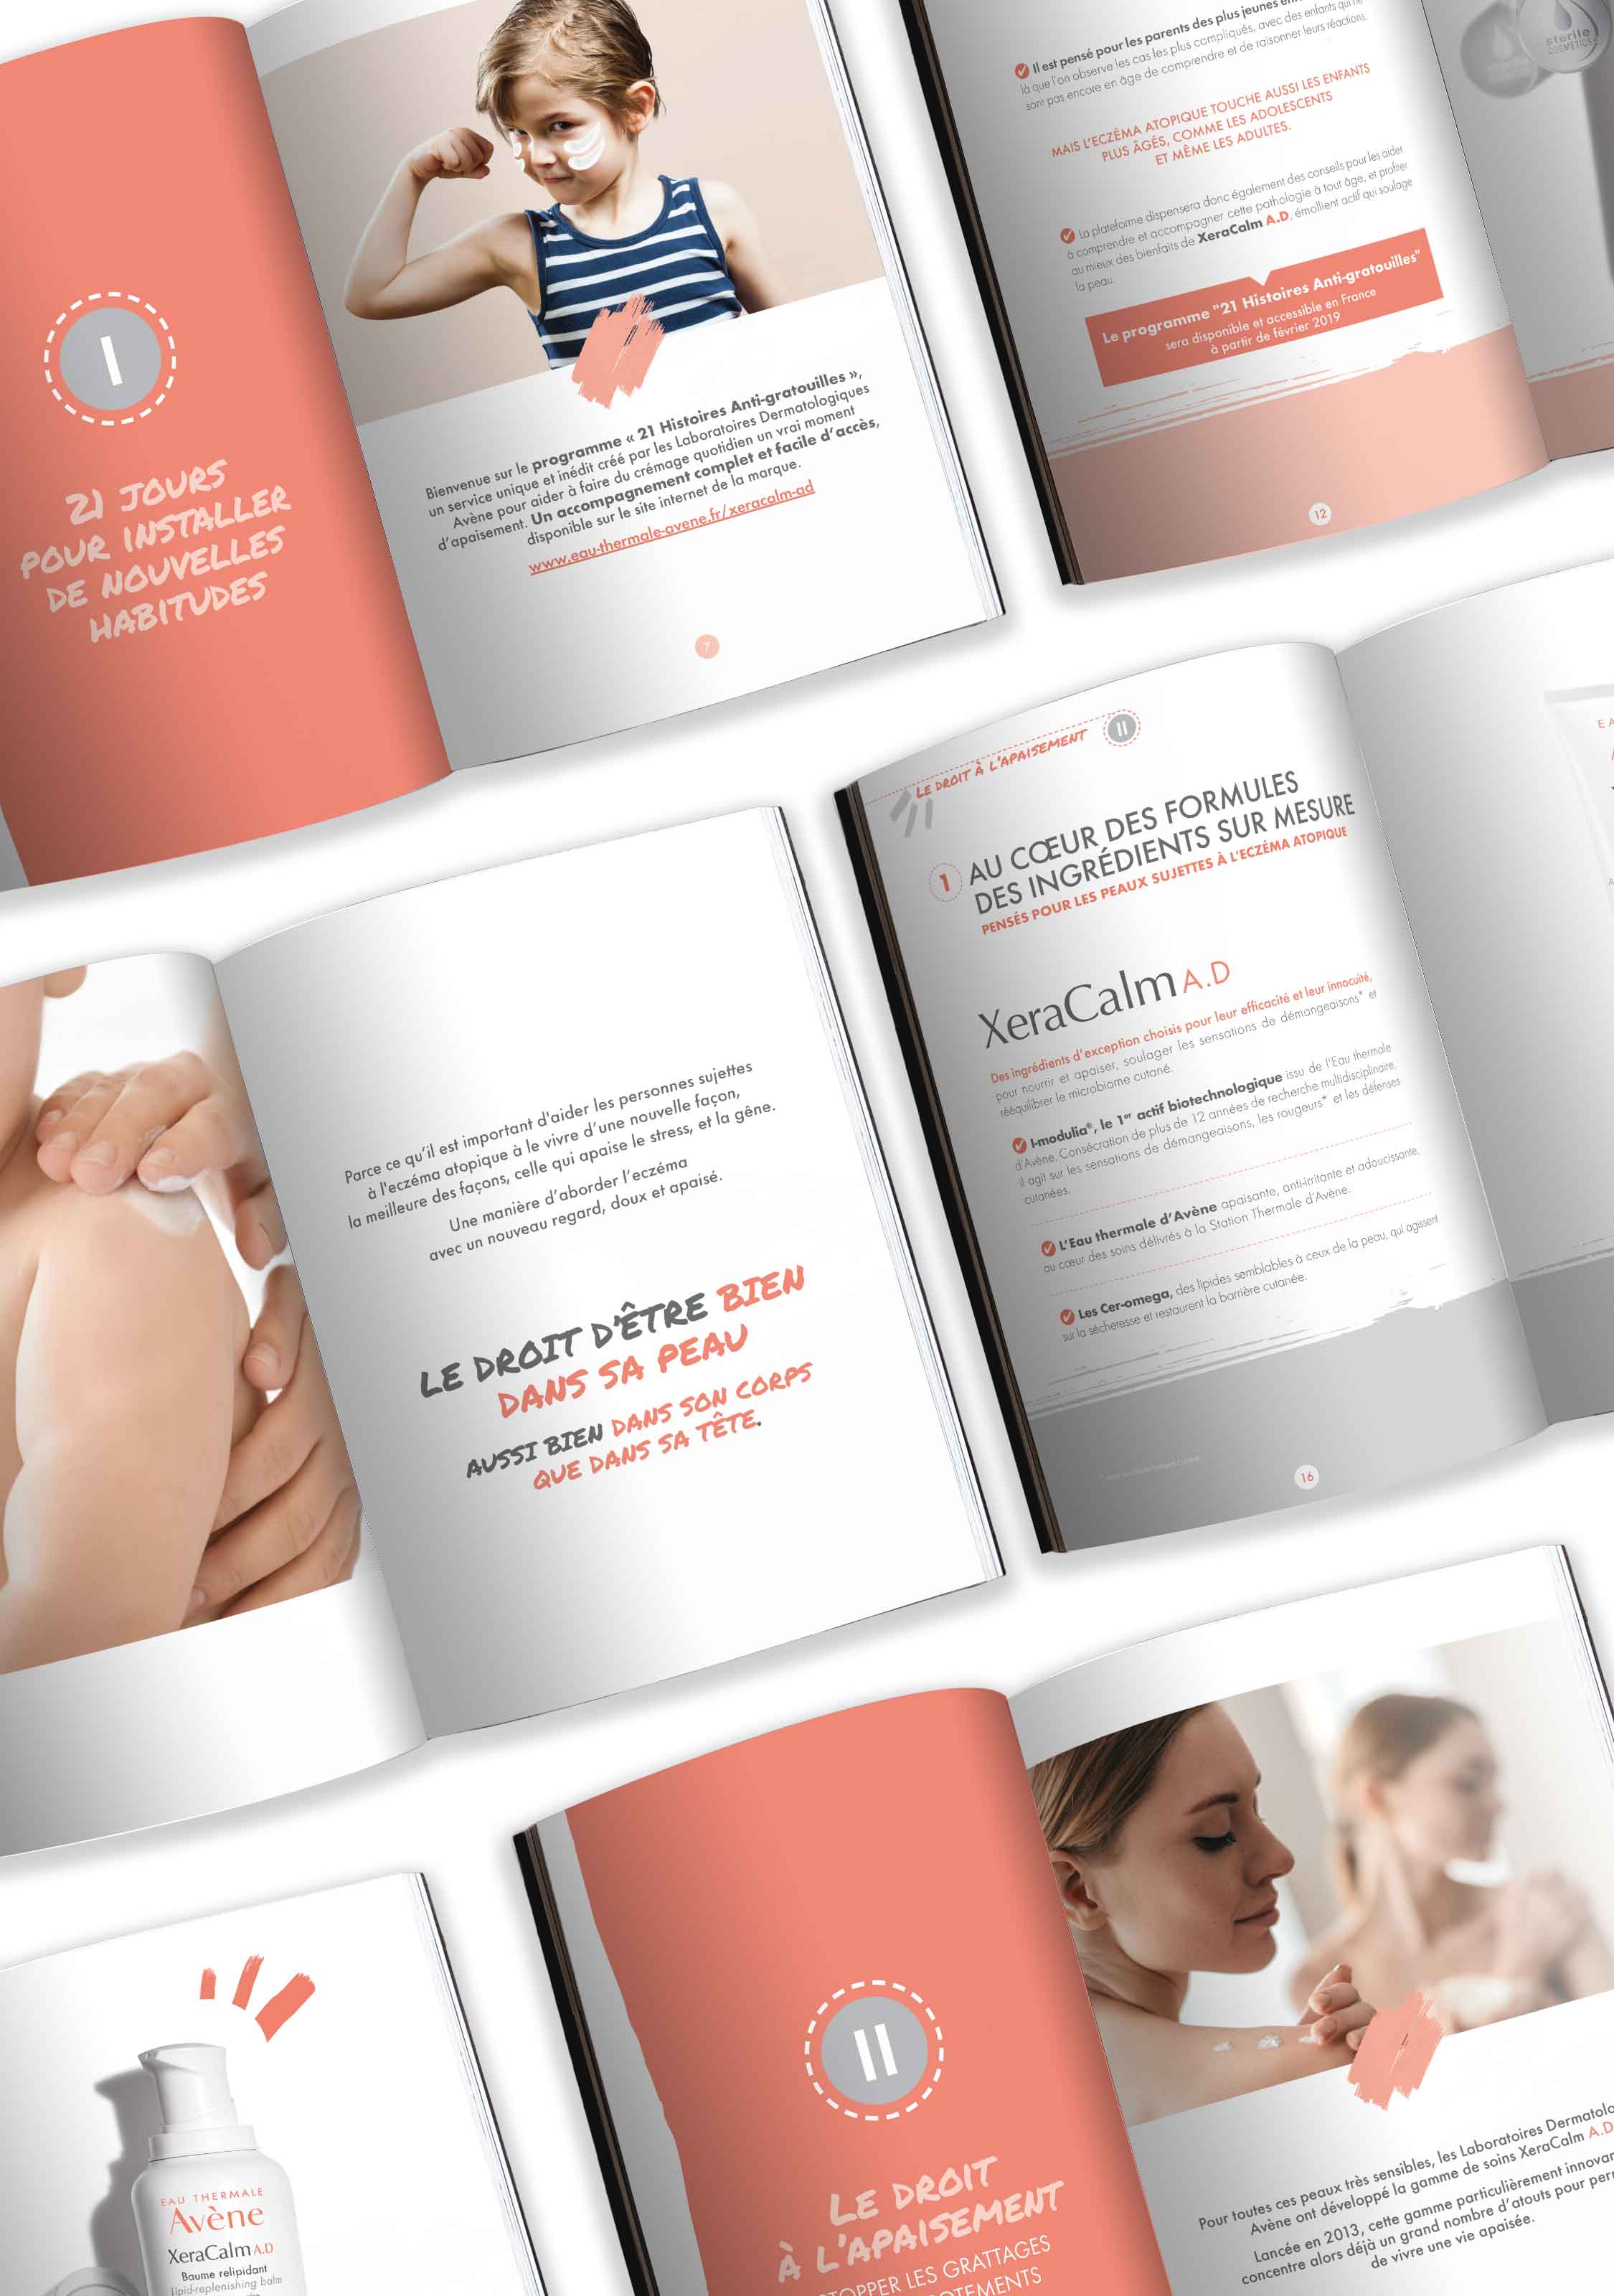 I
21 JOURS
POUR INSTALLER
DE NOUVELLES
HABITUDES
Bienvenue sur le programme « 21 Histoires Anti-gratouilles »,
un service unique et inédit créé par les Laboratoires Dermatologiques
Avène pour aider à faire du crémage quotidien un vrai moment
d'apaisement. Un accompagnement complet et facile d'accès,
disponible sur le site internet de la marque.
www.eau-thermale-avene.fr/xeracalm-ad
7
Il est pensé pour les parents des plus jeunes
là que l'on observe les cas les plus compliqués, avec des enfants qui ne
sont pas encore en âge de comprendre et de raisonner leurs réactions.
MAIS L'ECZÉMA ATOPIQUE TOUCHE AUSSI LES ENFANTS
PLUS ÂGÉS, COMME LES ADOLESCENTS
ET MÊME LES ADULTES.
La plateforme dispensera donc également des conseils pour les aider
à comprendre et accompagner cette pathologie à tout âge, et profiter
au mieux des bienfaits de XeraCalm A.D, émollient actif qui soulage
la peau.
Le programme "21 Histoires Anti-gratouilles"
sera disponible et accessible en France
à partir de février 2019
12
sterile
COSMETICS
Parce ce qu'il est important d'aider les personnes sujettes
à l'eczéma atopique à le vivre d'une nouvelle façon,
la meilleure des façons, celle qui apaise le stress, et la gêne.
Une manière d'aborder l'eczéma
avec un nouveau regard, doux et apaisé.
LE DROIT D'ÊTRE BIEN
DANS SA PEAU
AUSSI BIEN DANS SON CORPS
QUE DANS SA TÊTE.
LE DROIT À L'APAISEMENT
II
1
AU CŒUR DES FORMULES
DES INGRÉDIENTS SUR MESURE
PENSÉS POUR LES PEAUX SUJETTES À L'ECZÉMA ATOPIQUE
XeraCalm A.D
Des ingrédients d'exception choisis pour leur efficacité et leur innocuité,
pour nourrir et apaiser, soulager les sensations de démangeaisons* et
rééquilibrer le microbiome cutané.
I-modulia®, le 1er actif biotechnologique issu de l'Eau thermale
d'Avène. Consécration de plus de 12 années de recherche multidisciplinaire,
il agit sur les sensations de démangeaisons, les rougeurs* et les défenses
cutanées.
L'Eau thermale d'Avène apaisante, anti-irritante et adoucissante,
au cœur des soins délivrés à la Station Thermale d'Avène.
Les Cer-omega, des lipides semblables à ceux de la peau, qui agissent
sur la sécheresse et restaurent la barrière cutanée.
16
EAU THERMALE
Avène
XeraCalm A.D
Baume relipidant
Lipid-replenishing balm
II
LE DROIT
À L'APAISEMENT
STOPPER LES GRATTAGES
Pour toutes ces peaux très sensibles, les Laboratoires
Avène ont développé la gamme de soins XeraCalm A.D
Lancée en 2013, cette gamme particulièrement
concentre alors déjà un grand nombre d'atouts pour
de vivre une vie apaisée.